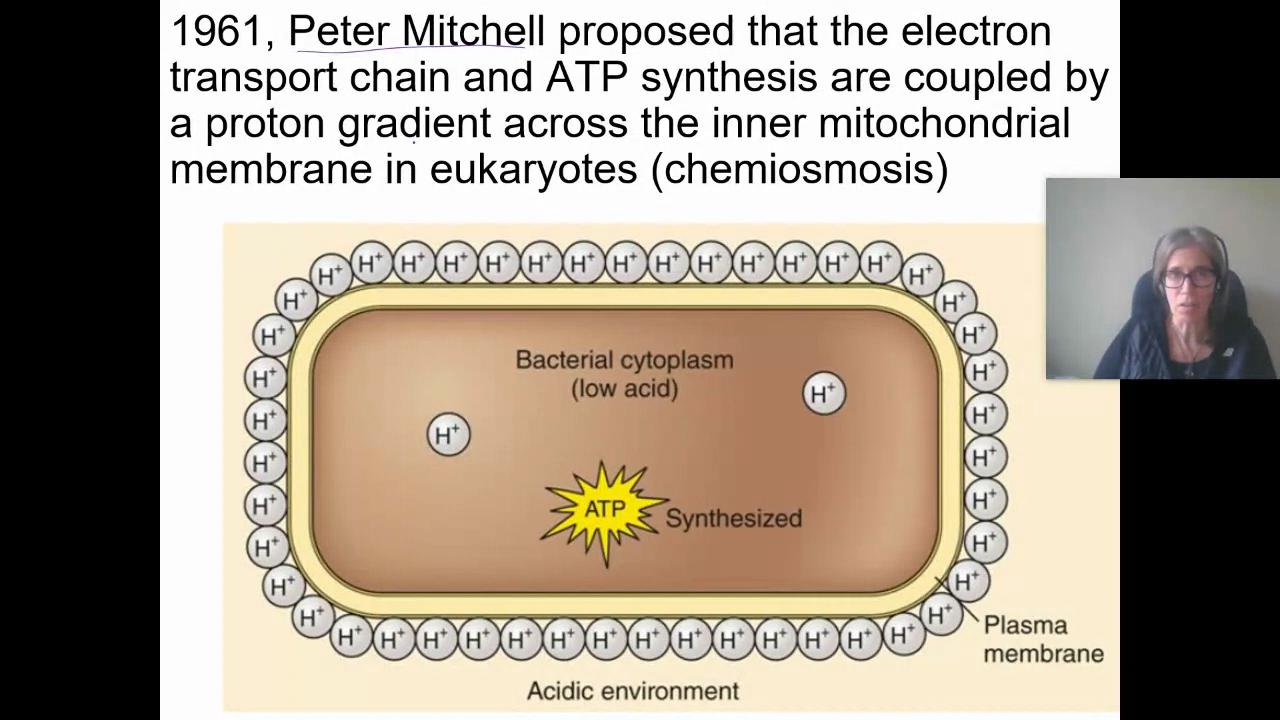 1961, Peter Mitchell proposed that the electron
transport chain and ATP synthesis are coupled by
a proton gradient across the inner mitochondrial
membrane in eukaryotes (chemiosmosis)
H⁺ H⁺ H⁺ H⁺ H⁺ H⁺ H⁺ H⁺ H⁺ H⁺ H⁺ H⁺ H⁺ H⁺ H⁺
H⁺ H⁺
H⁺ H⁺
H⁺ H⁺
Bacterial cytoplasm
(low acid)
H⁺
H⁺ H⁺
H⁺
H⁺ H⁺
H⁺ H⁺
ATP
Synthesized
H⁺ H⁺
H⁺ H⁺
H⁺ H⁺
H⁺ H⁺ H⁺ H⁺ H⁺ H⁺ H⁺ H⁺ H⁺ H⁺ H⁺ H⁺ H⁺ H⁺
Plasma
membrane
Acidic environment